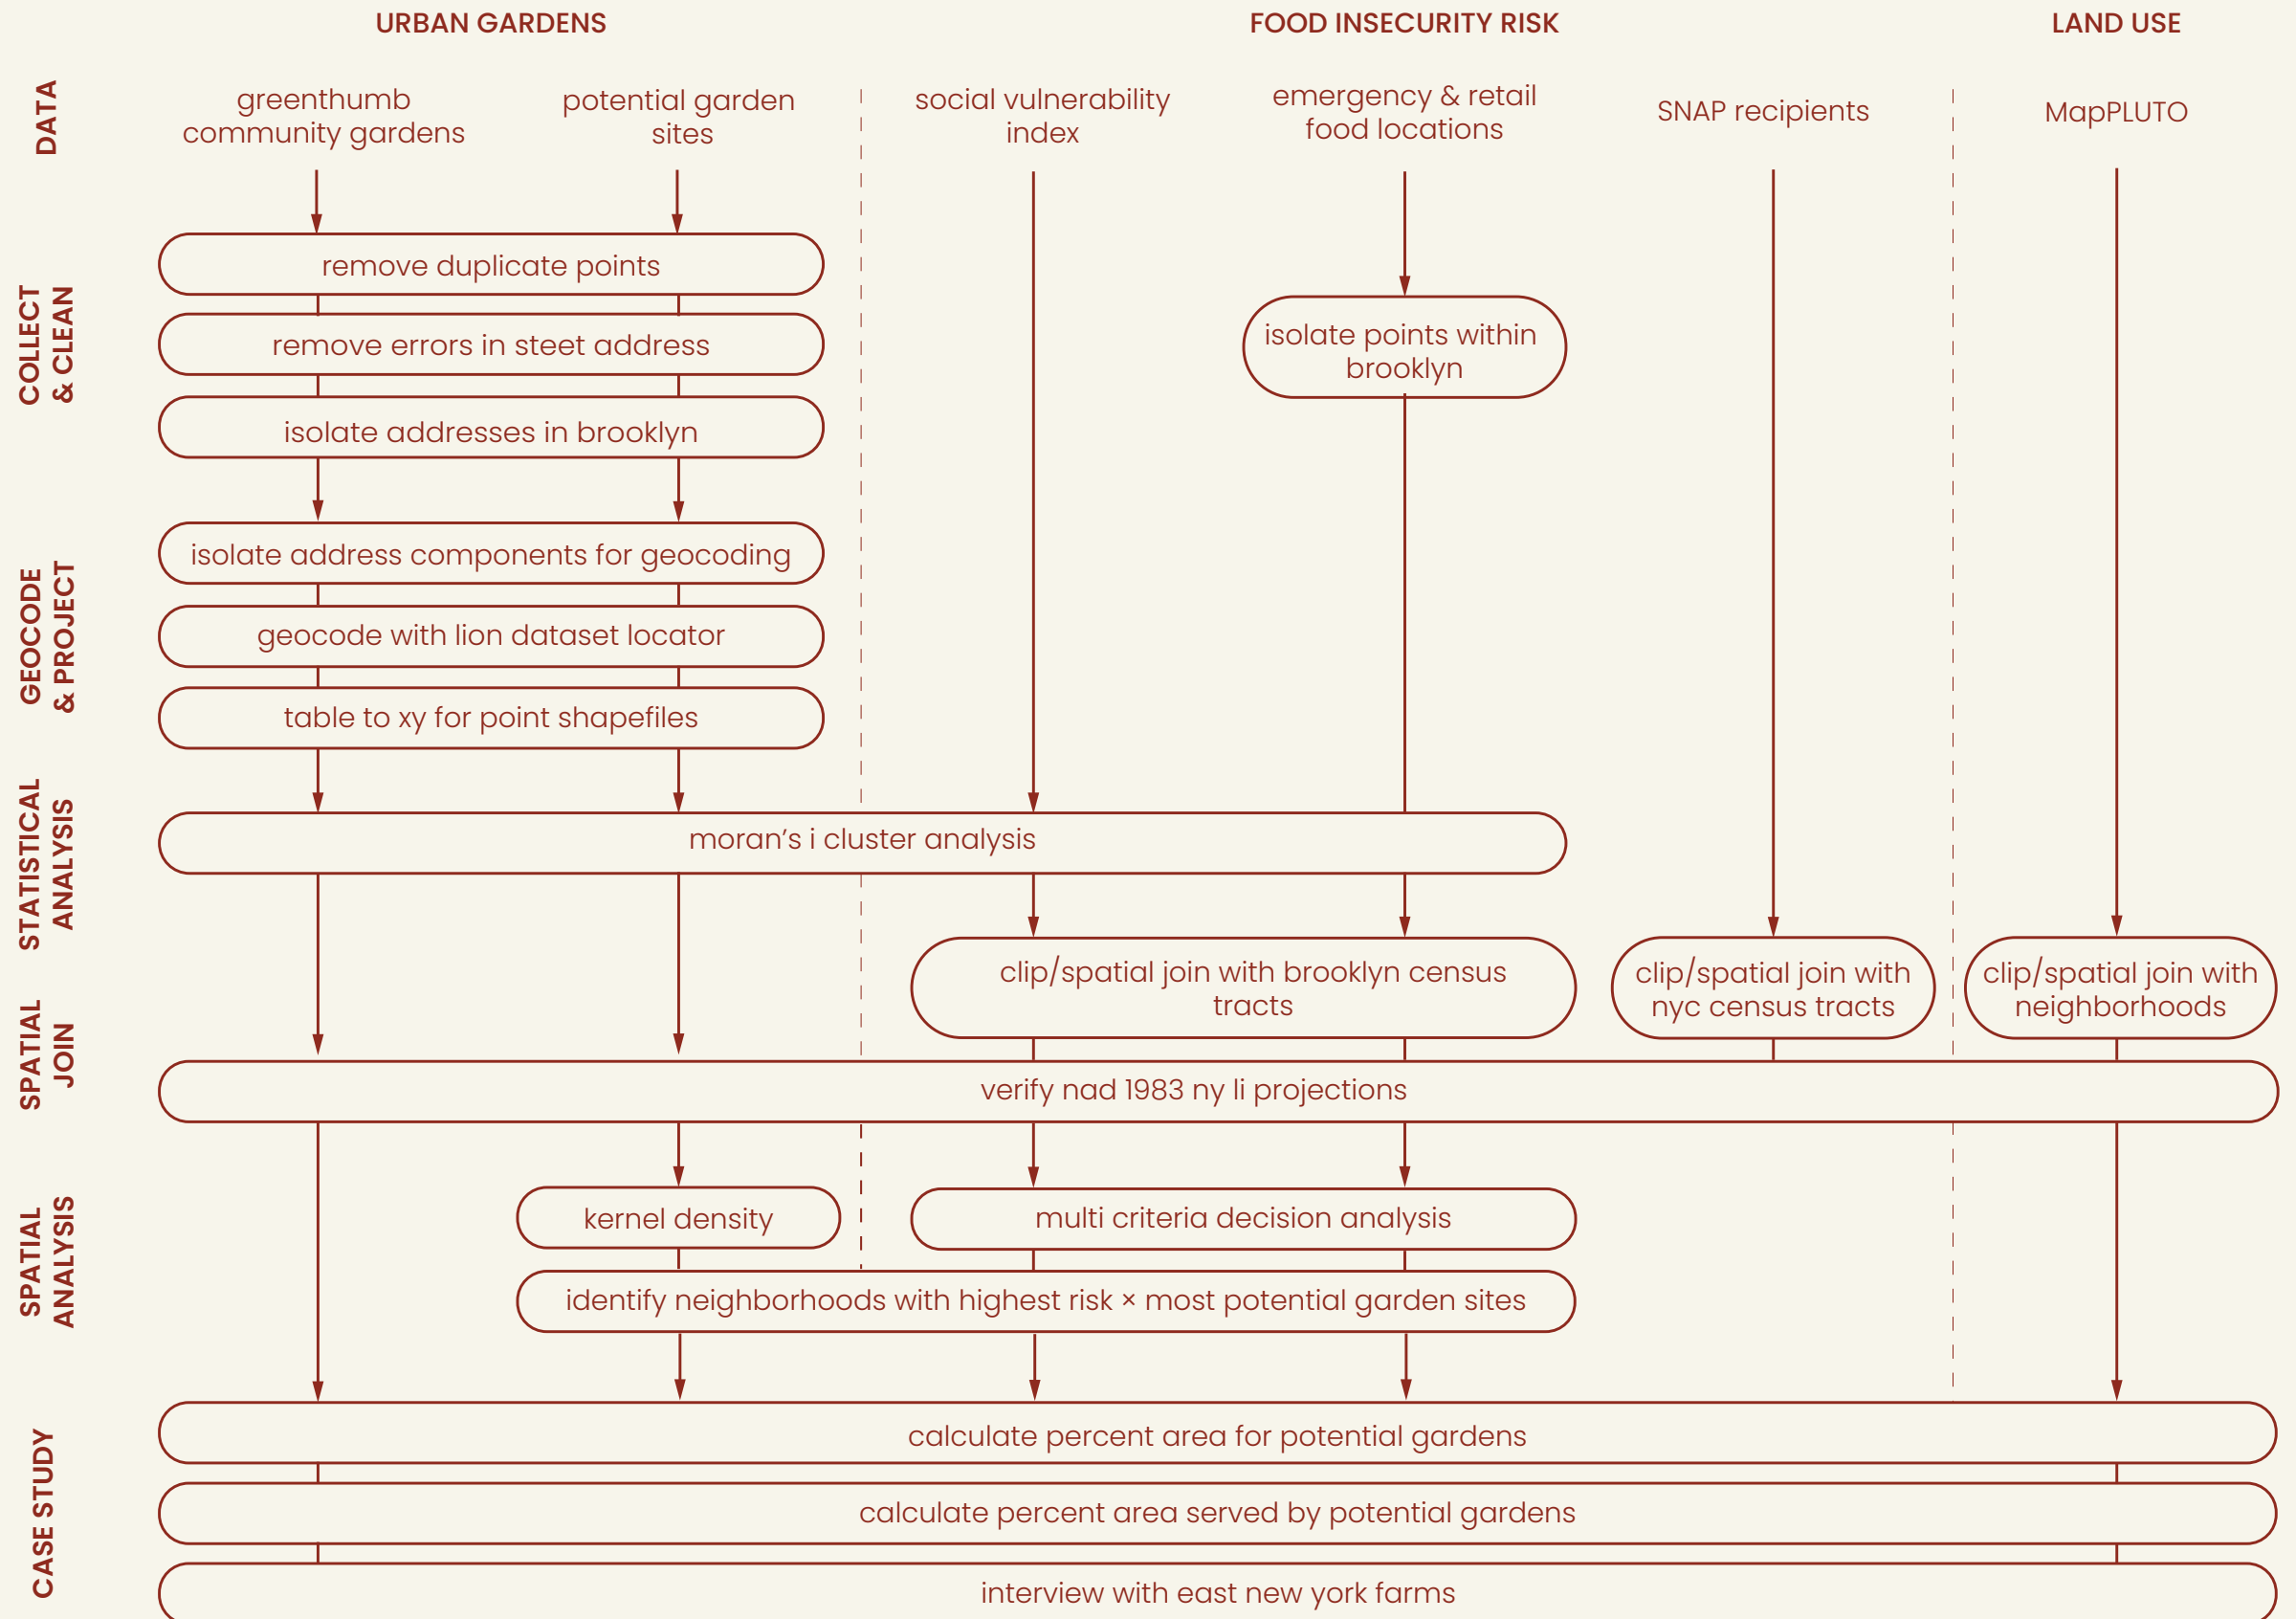 URBAN GARDENS
FOOD INSECURITY RISK
LAND USE
DATA
greenthumb
community gardens
potential garden
sites
social vulnerability
index
emergency & retail
food locations
SNAP recipients
MapPLUTO
COLLECT
& CLEAN
remove duplicate points
remove errors in steet address
isolate addresses in brooklyn
isolate points within
brooklyn
GEOCODE
& PROJECT
isolate address components for geocoding
geocode with lion dataset locator
table to xy for point shapefiles
STATISTICAL
ANALYSIS
moran’s i cluster analysis
SPATIAL
JOIN
clip/spatial join with brooklyn census
tracts
clip/spatial join with
nyc census tracts
clip/spatial join with
neighborhoods
verify nad 1983 ny li projections
SPATIAL
ANALYSIS
kernel density
multi criteria decision analysis
identify neighborhoods with highest risk × most potential garden sites
CASE STUDY
calculate percent area for potential gardens
calculate percent area served by potential gardens
interview with east new york farms